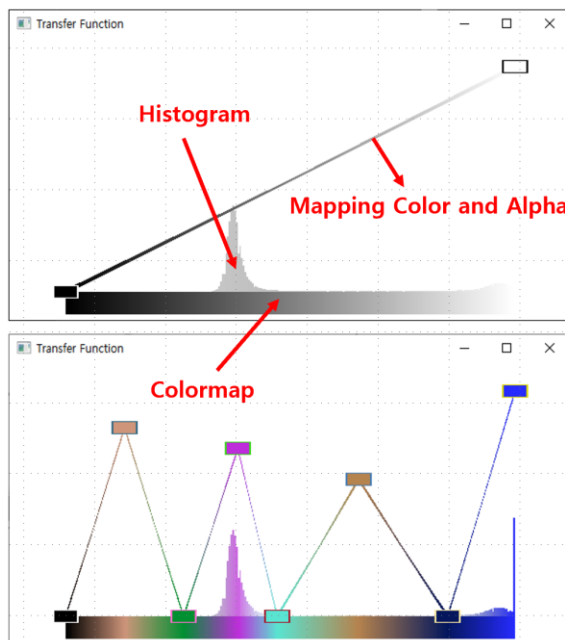 Transfer Function
Histogram
Mapping Color and Alpha
Transfer Function
Colormap